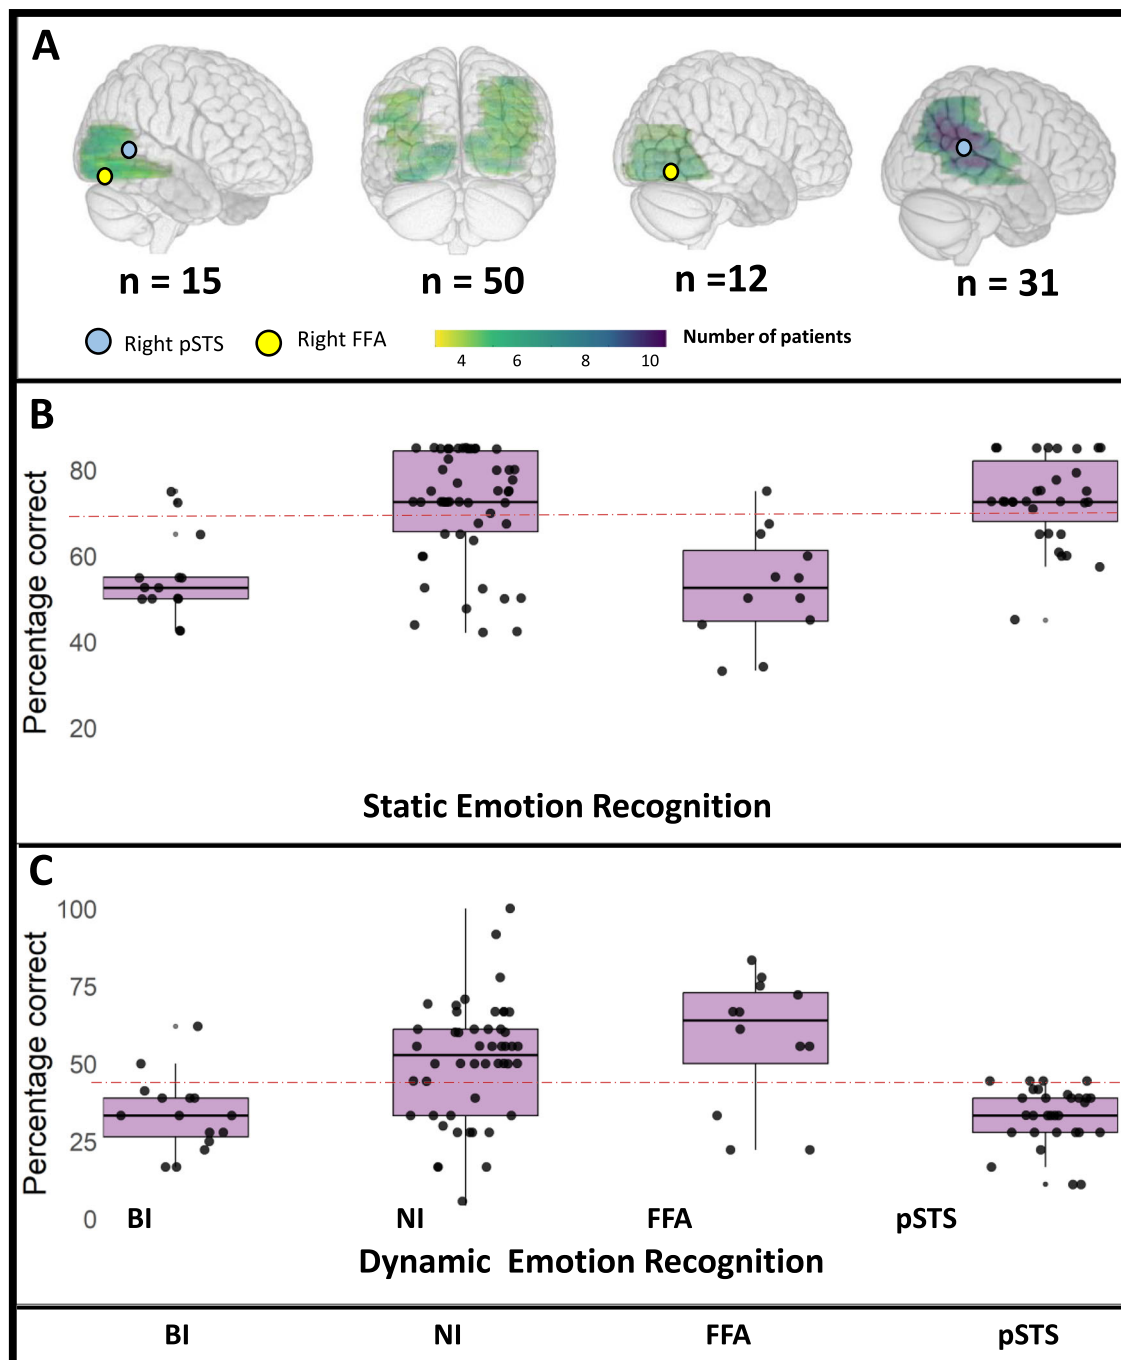 A
n = 15
n = 50
n =12
n = 31
Right pSTS
Right FFA
Number of patients
4 6 8 10
B
Percentage correct
80
60
40
20
Static Emotion Recognition
C
Percentage correct
100
75
50
25
0
BI NI FFA pSTS
Dynamic Emotion Recognition
BI NI FFA pSTS